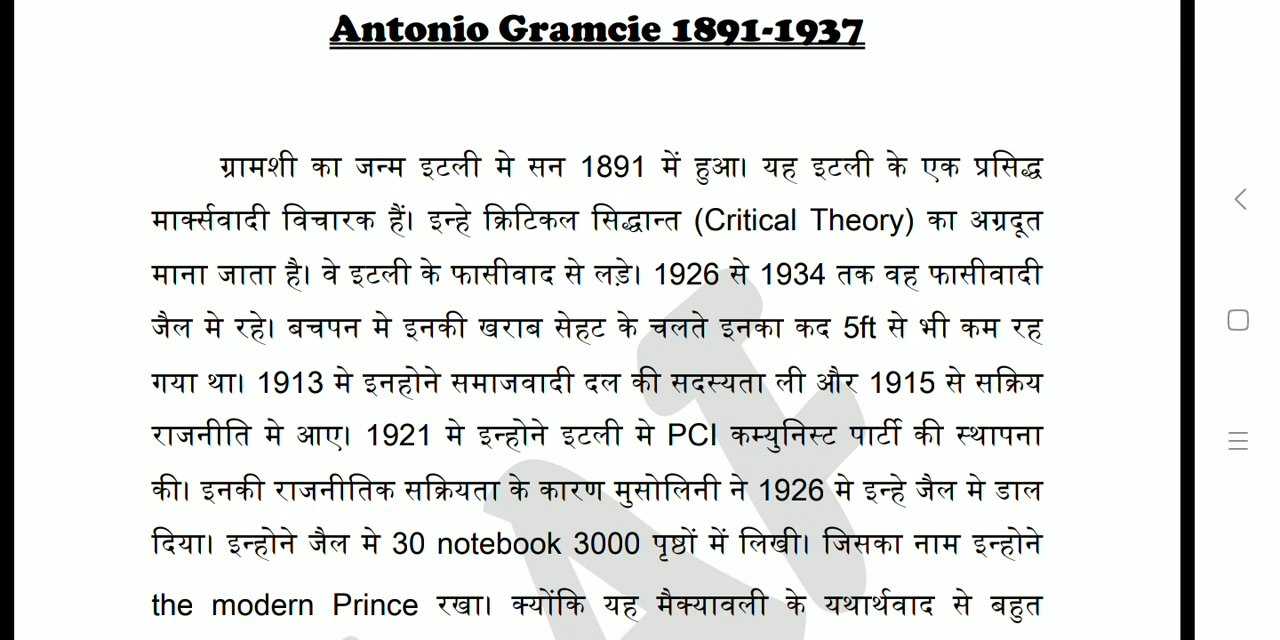 Antonio Gramcie 1891-1937
ग्रामशी का जन्म इटली मे सन 1891 में हुआ। यह इटली के एक प्रसिद्ध
मार्क्सवादी विचारक हैं। इन्हे क्रिटिकल सिद्धान्त (Critical Theory) का अग्रदूत
माना जाता है। वे इटली के फासीवाद से लड़े। 1926 से 1934 तक वह फासीवादी
जैल मे रहे। बचपन मे इनकी खराब सेहट के चलते इनका कद 5ft से भी कम रह
गया था। 1913 मे इनहोने समाजवादी दल की सदस्यता ली और 1915 से सक्रिय
राजनीति मे आए। 1921 मे इन्होने इटली मे PCI कम्युनिस्ट पार्टी की स्थापना
की। इनकी राजनीतिक सक्रियता के कारण मुसोलिनी ने 1926 मे इन्हे जैल मे डाल
दिया। इन्होने जैल मे 30 notebook 3000 पृष्ठों में लिखी। जिसका नाम इन्होने
the modern Prince रखा। क्योंकि यह मैक्यावली के यथार्थवाद से बहुत